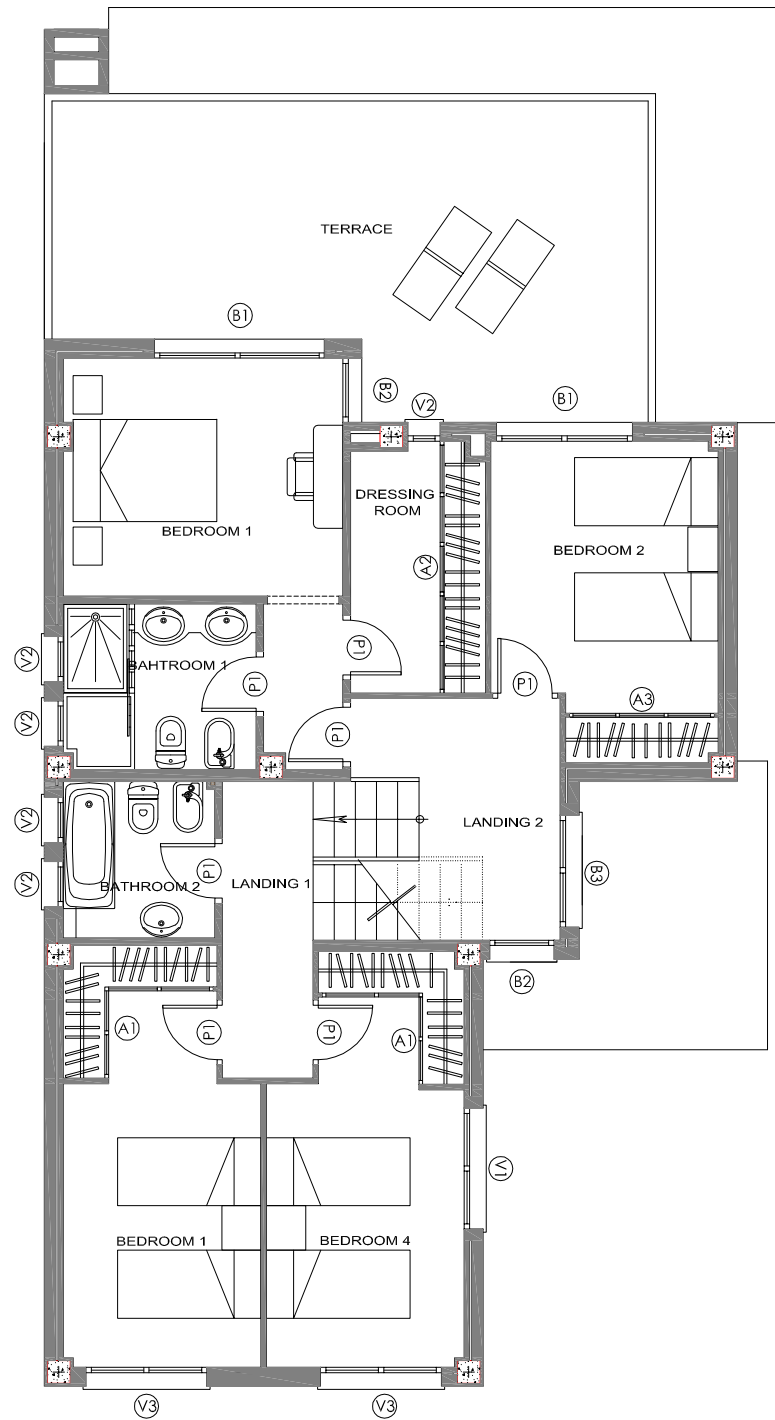 TERRACE
B1
B2
V2
B1
DRESSING
ROOM
BEDROOM 1
BEDROOM 2
A2
P1
V2
BAHTROOM 1
P1
P1
A3
V2
P1
V2
LANDING 2
P1
V2
BATHROOM 2
LANDING 1
B3
B2
A1
P1
P1
A1
V1
BEDROOM 1
BEDROOM 4
V3
V3